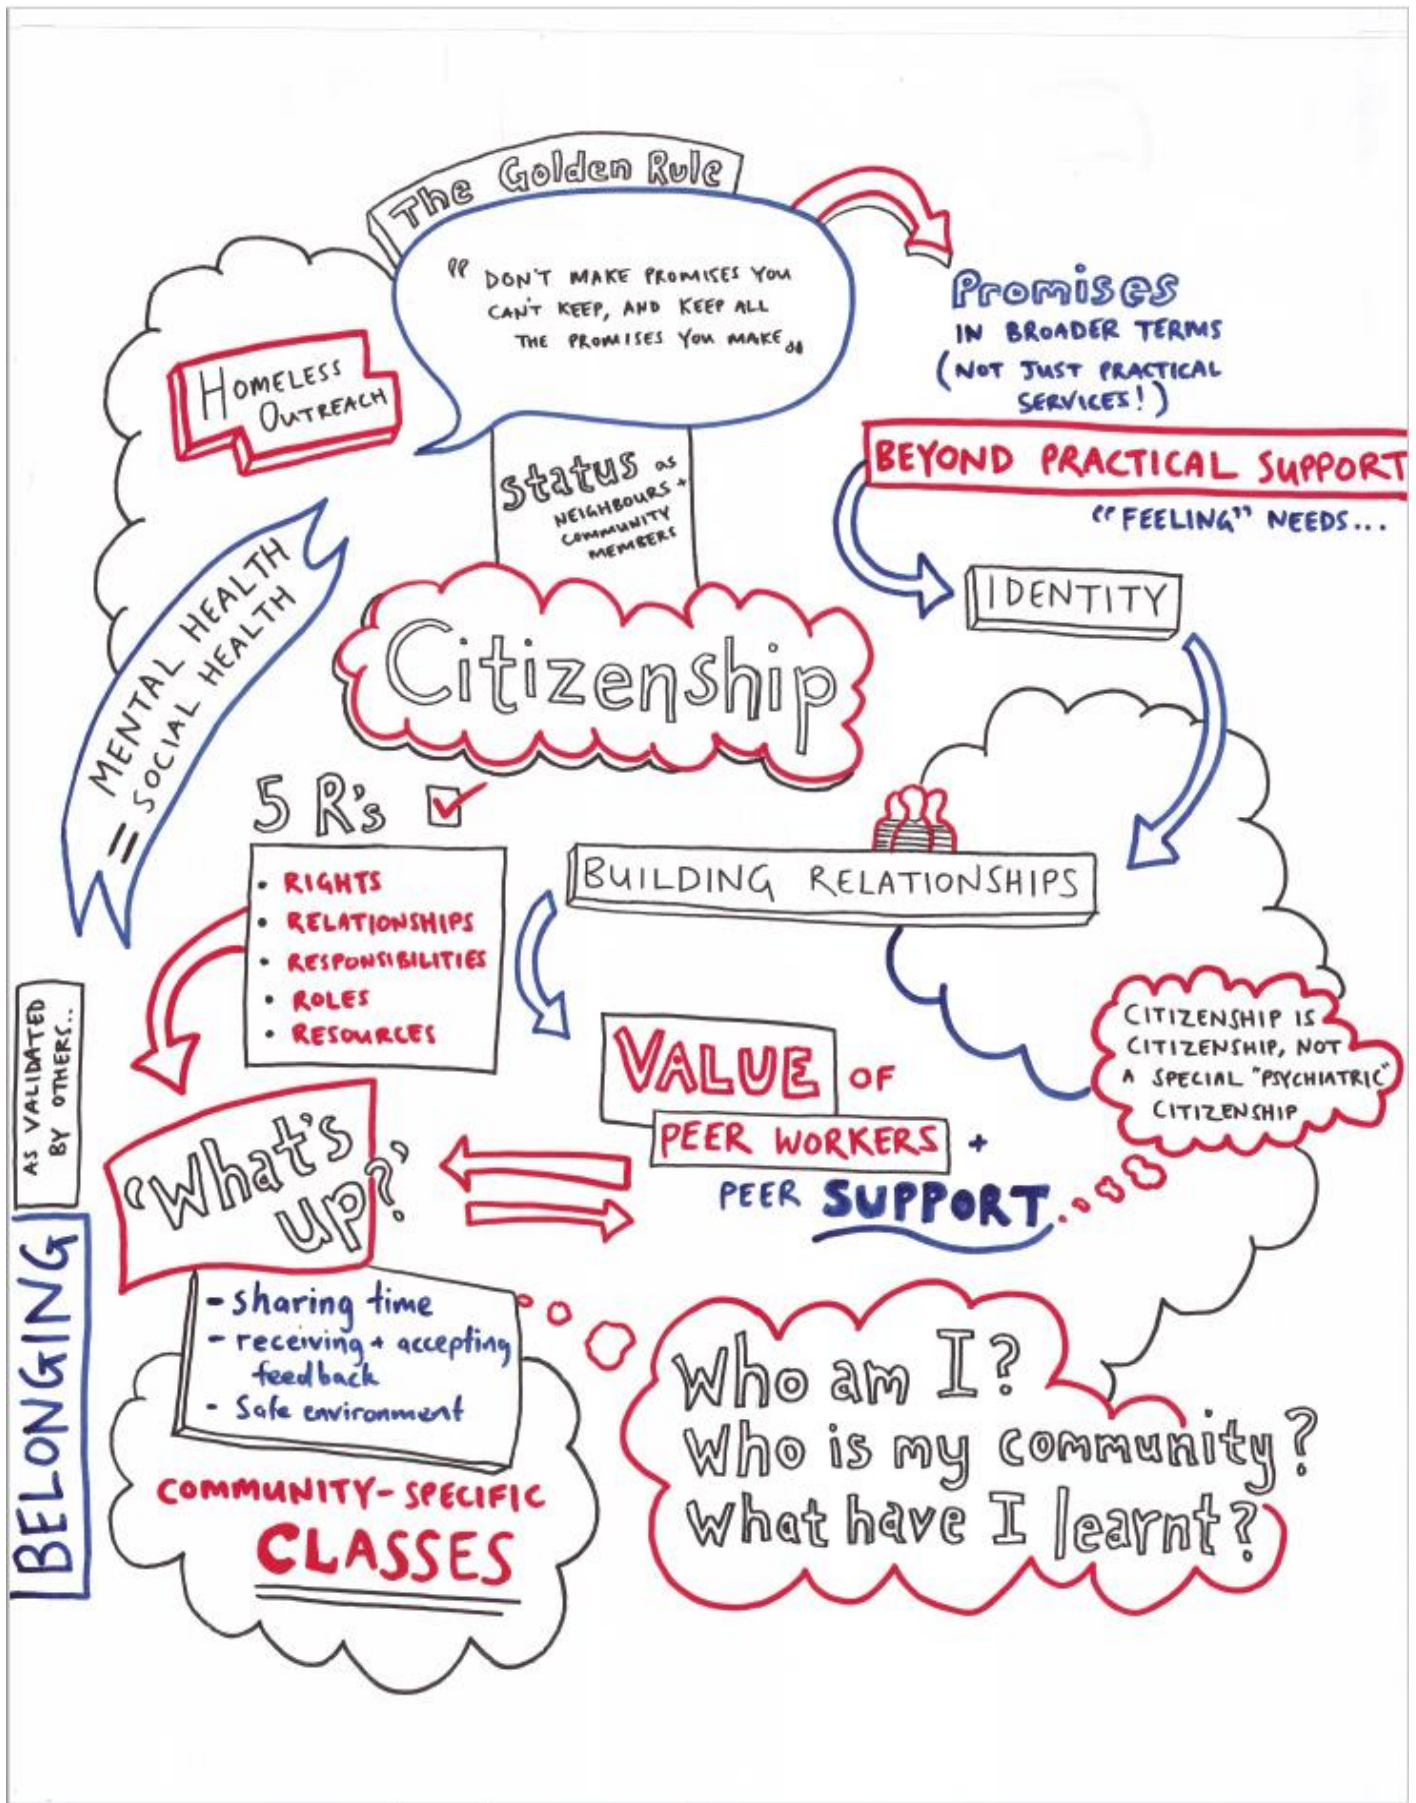 The Golden Rule
"DON'T MAKE PROMISES YOU
CAN'T KEEP, AND KEEP ALL
THE PROMISES YOU MAKE"
Promises
IN BROADER TERMS
(NOT JUST PRACTICAL
SERVICES!)
HOMELESS
OUTREACH
BEYOND PRACTICAL SUPPORT
"FEELING" NEEDS...
status as
NEIGHBOURS +
COMMUNITY
MEMBERS
IDENTITY
MENTAL HEALTH
= SOCIAL HEALTH
Citizenship
5 R's
• RIGHTS
• RELATIONSHIPS
• RESPONSIBILITIES
• ROLES
• RESOURCES
BUILDING RELATIONSHIPS
CITIZENSHIP IS
CITIZENSHIP, NOT
A SPECIAL "PSYCHIATRIC"
CITIZENSHIP
VALUE OF
PEER WORKERS +
PEER SUPPORT
AS VALIDATED
BY OTHERS..
BELONGING
'What's
up?'
- sharing time
- receiving + accepting
feedback
- Safe environment
COMMUNITY-SPECIFIC
CLASSES
Who am I?
Who is my community?
What have I learnt?